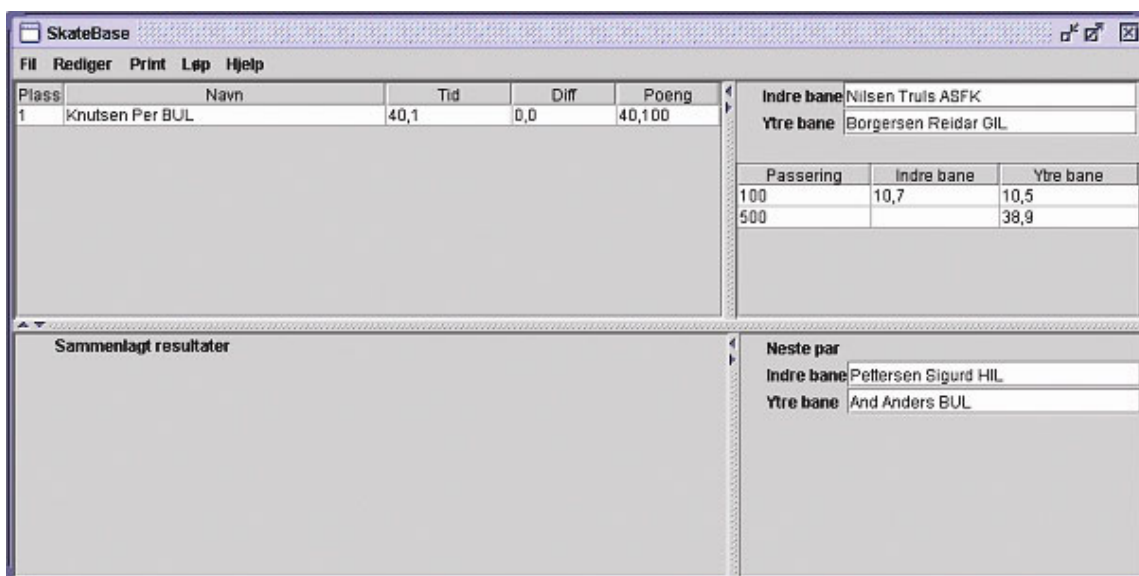 SkateBase
Fil Rediger Print Løp Hjelp
Plass Navn Tid Diff Poeng
1 Knutsen Per BUL 40,1 0,0 40,100
Indre bane Nilsen Truls ASFK
Ytre bane Borgersen Reidar GIL
Passering Indre bane Ytre bane
100 10,7 10,5
500 38,9
Sammenlagt resultater
Neste par
Indre bane Pettersen Sigurd HIL
Ytre bane And Anders BUL